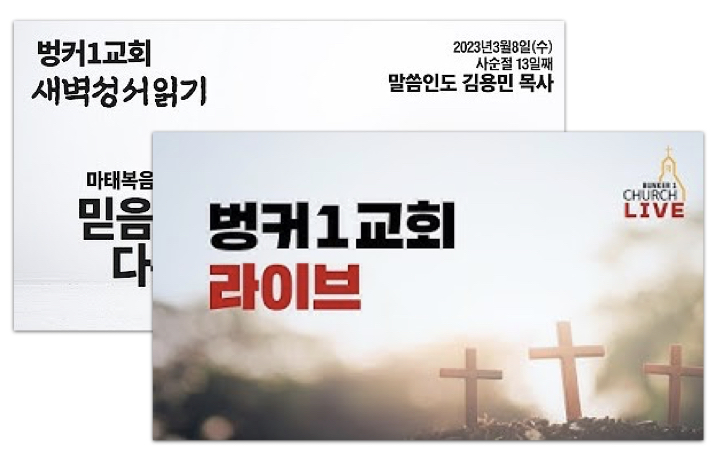 벙커1교회
새벽성서읽기
2023년3월8일(수)
사순절 13일째
말씀인도 김용민 목사
마태복음
믿음
다
벙커1교회
라이브
BUNKER 1
CHURCH
LIVE